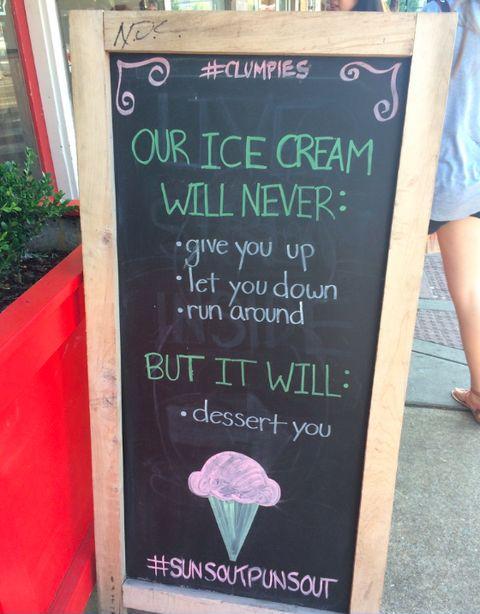 N.D.C.
#CLUMPIES
OUR ICE CREAM
WILL NEVER:
• give you up
• let you down
• run around
BUT IT WILL:
• dessert you
#SUNSOUTPUNSOUT